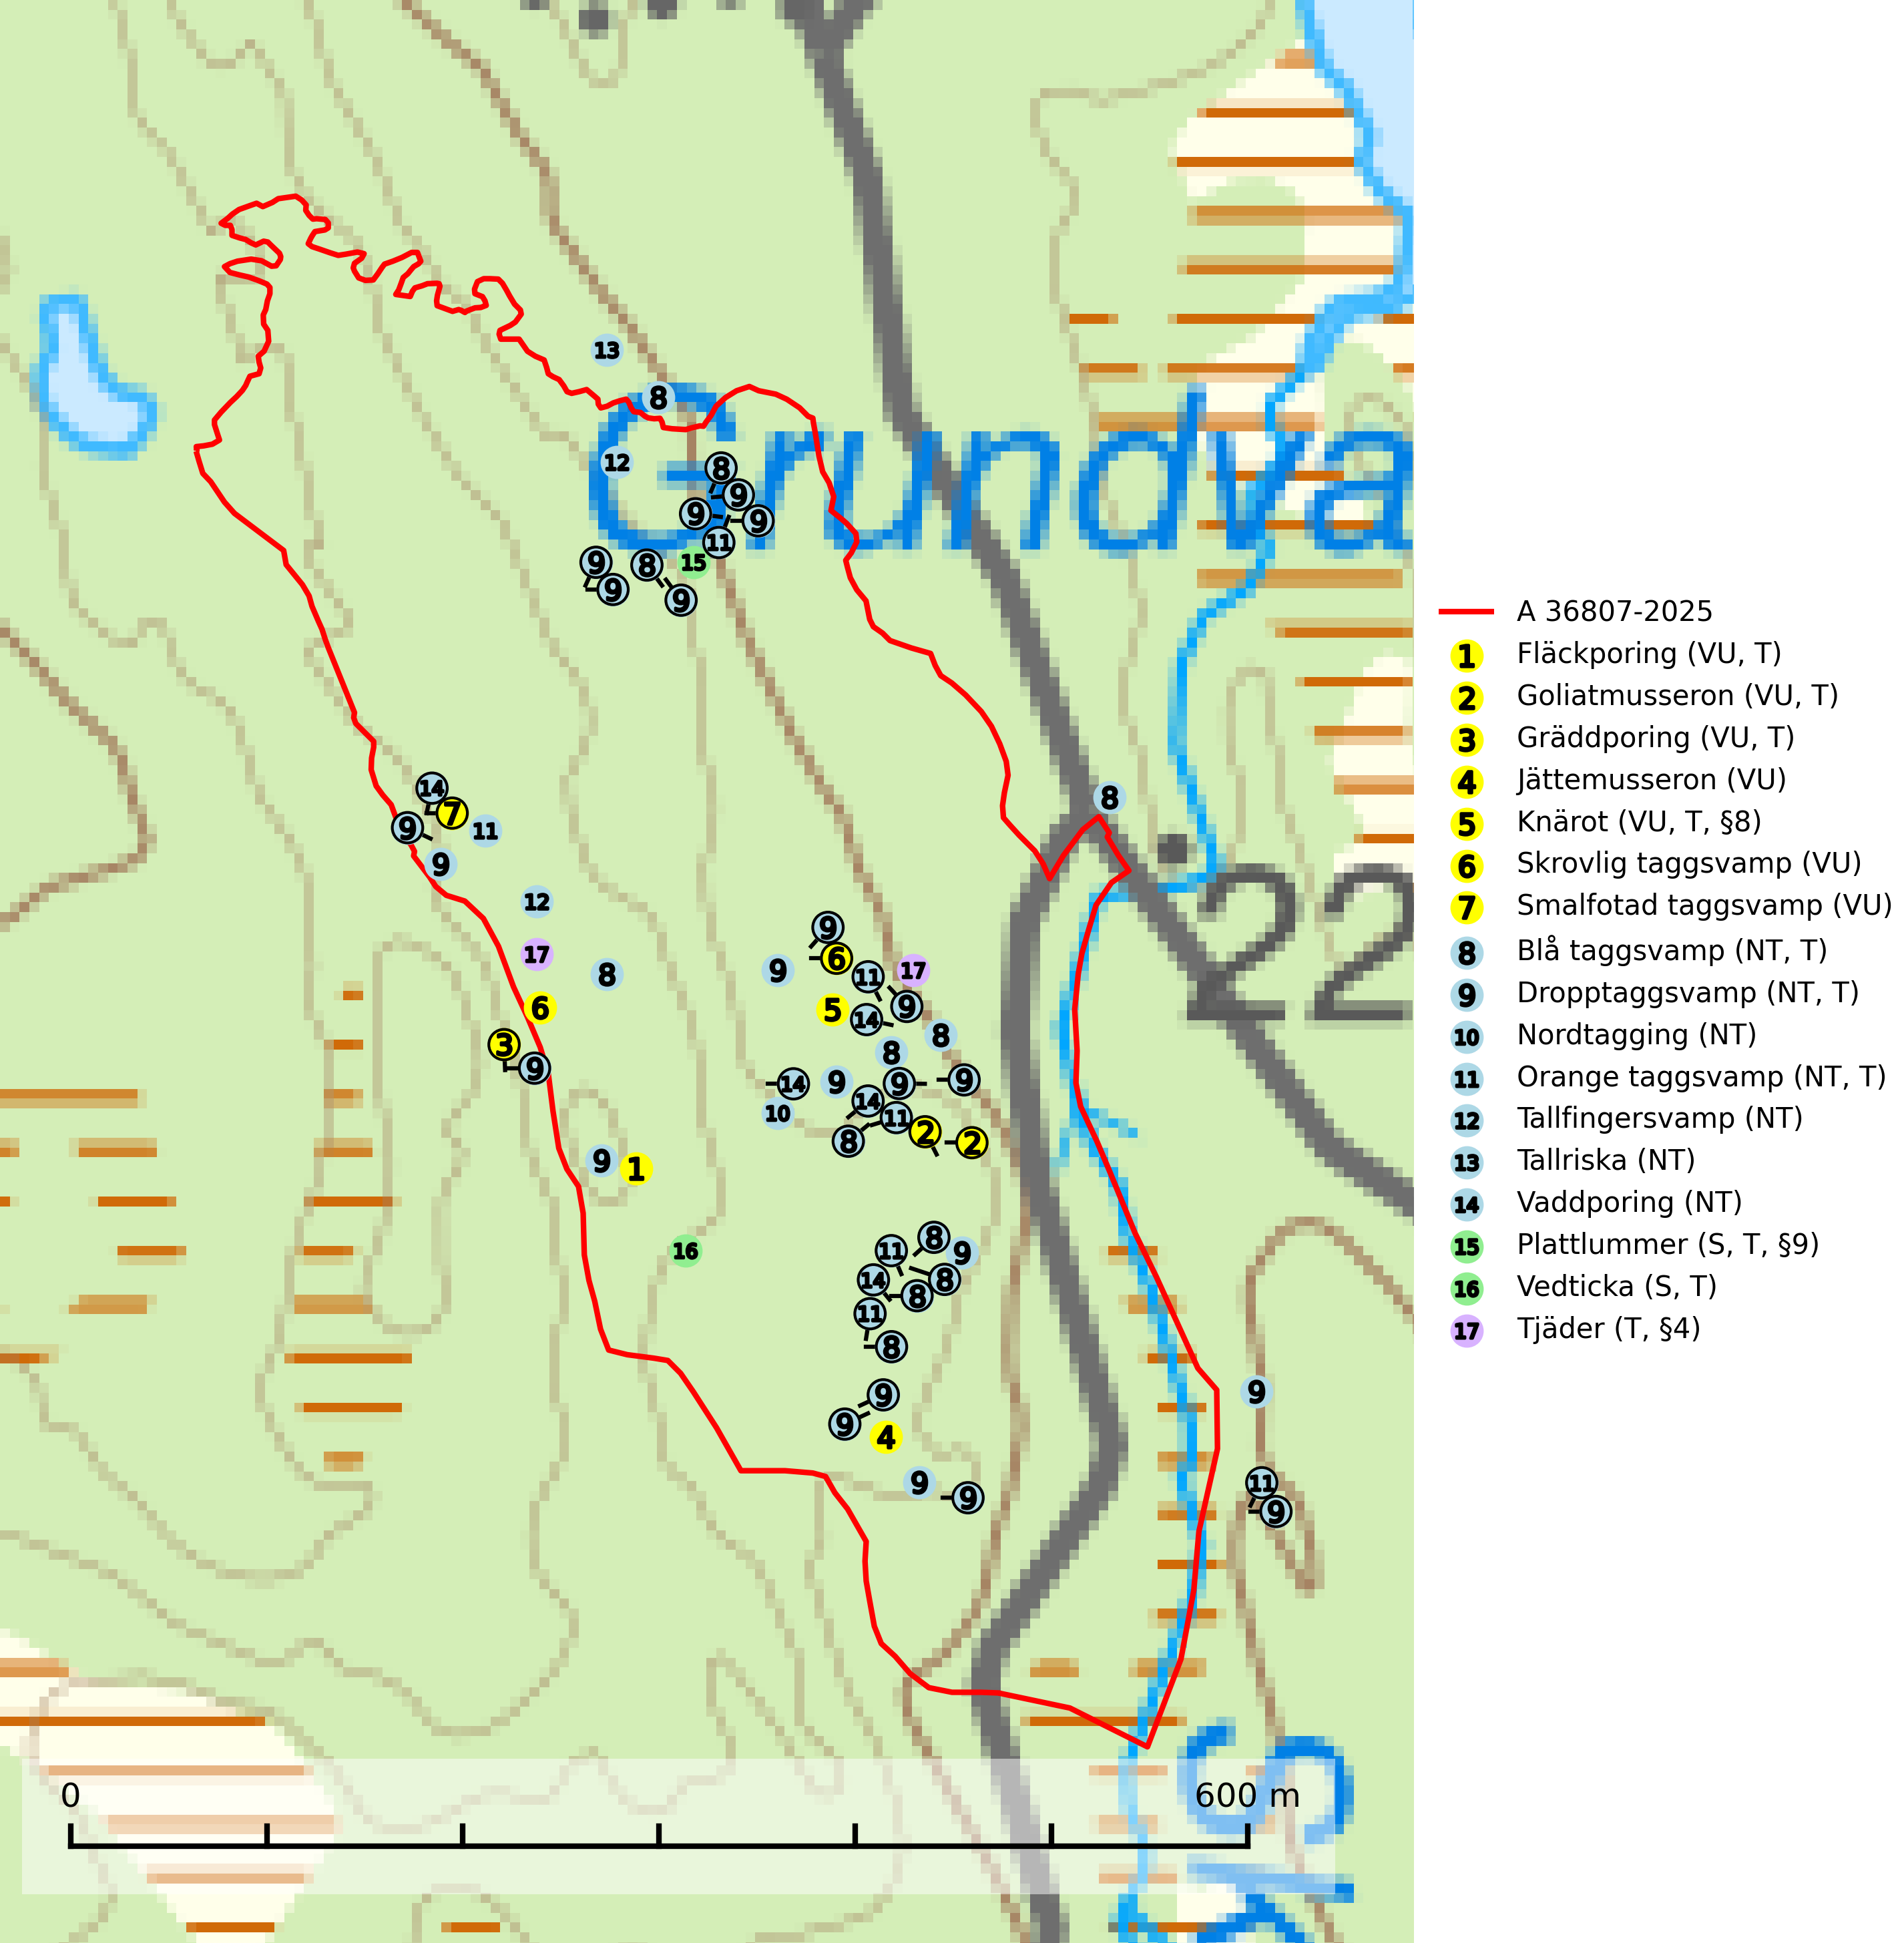 Grundva
22
0
600 m
A 36807-2025
1 Fläckporing (VU, T)
2 Goliatmusseron (VU, T)
3 Gräddporing (VU, T)
4 Jättemusseron (VU)
5 Knärot (VU, T, §8)
6 Skrovlig taggsvamp (VU)
7 Smalfotad taggsvamp (VU)
8 Blå taggsvamp (NT, T)
9 Dropptaggsvamp (NT, T)
10 Nordtagging (NT)
11 Orange taggsvamp (NT, T)
12 Tallfingersvamp (NT)
13 Tallriska (NT)
14 Vaddporing (NT)
15 Plattlummer (S, T, §9)
16 Vedticka (S, T)
17 Tjäder (T, §4)